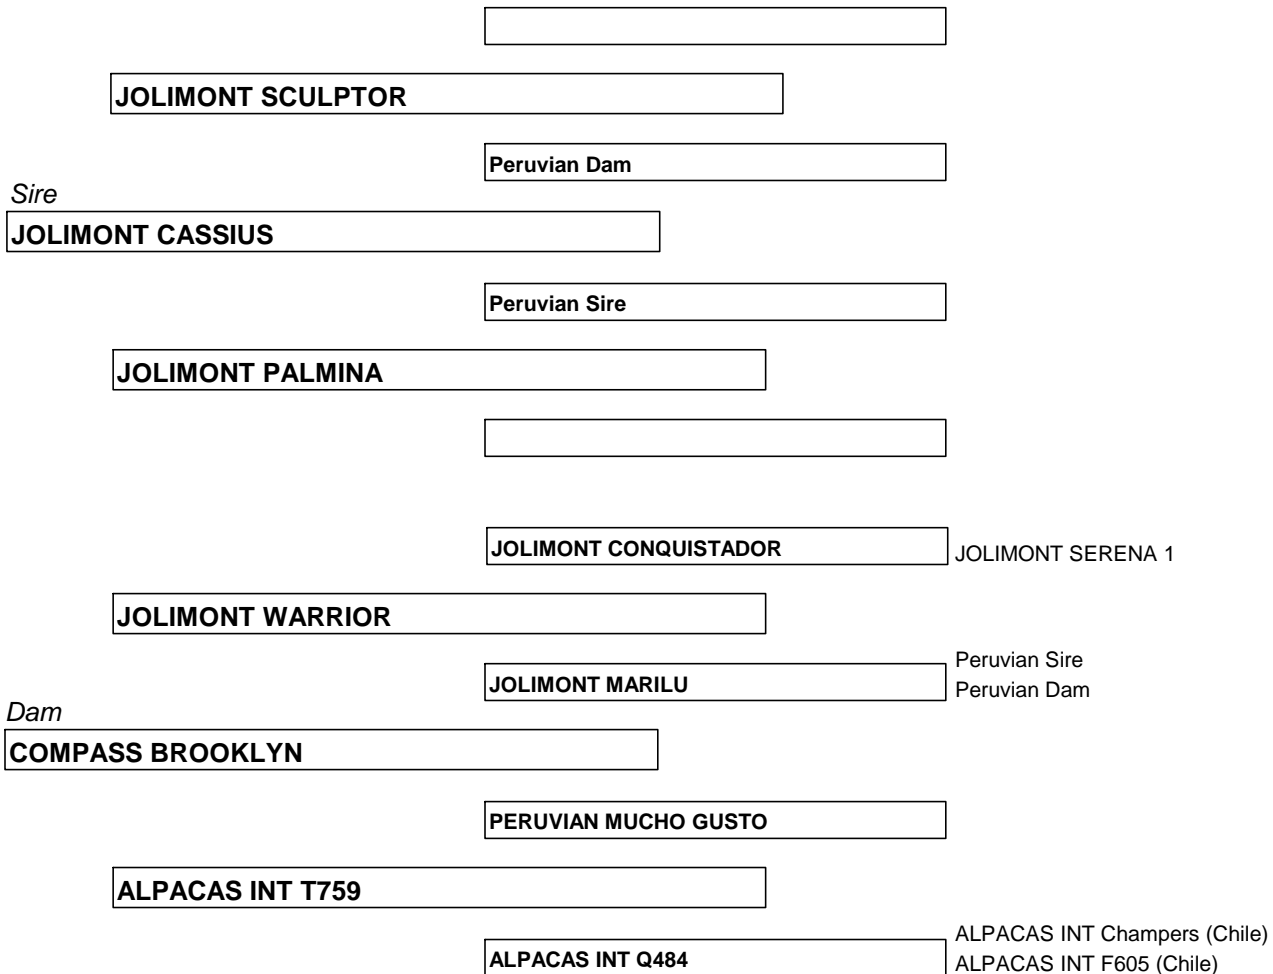 JOLIMONT SCULPTOR
Peruvian Dam
Sire
JOLIMONT CASSIUS
Peruvian Sire
JOLIMONT PALMINA
JOLIMONT CONQUISTADOR
JOLIMONT SERENA 1
JOLIMONT WARRIOR
Peruvian Sire
JOLIMONT MARILU
Peruvian Dam
Dam
COMPASS BROOKLYN
PERUVIAN MUCHO GUSTO
ALPACAS INT T759
ALPACAS INT Champers (Chile)
ALPACAS INT Q484
ALPACAS INT F605 (Chile)